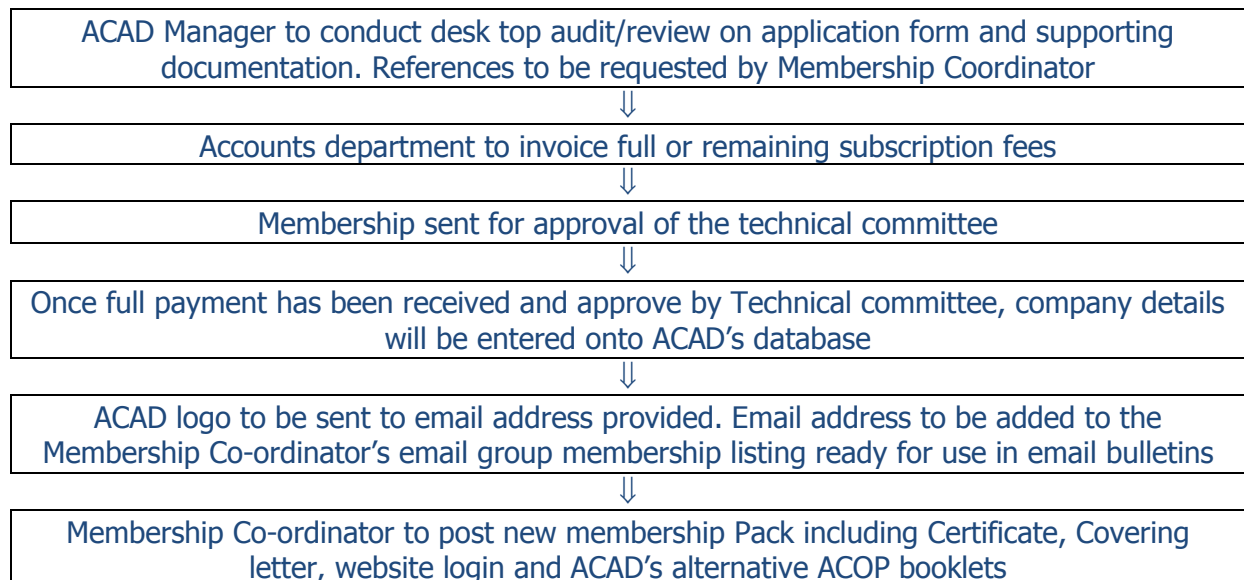 ACAD Manager to conduct desk top audit/review on application form and supporting
documentation. References to be requested by Membership Coordinator
⇓
Accounts department to invoice full or remaining subscription fees
⇓
Membership sent for approval of the technical committee
⇓
Once full payment has been received and approve by Technical committee, company details
will be entered onto ACAD’s database
⇓
ACAD logo to be sent to email address provided. Email address to be added to the
Membership Co-ordinator’s email group membership listing ready for use in email bulletins
⇓
Membership Co-ordinator to post new membership Pack including Certificate, Covering
letter, website login and ACAD’s alternative ACOP booklets